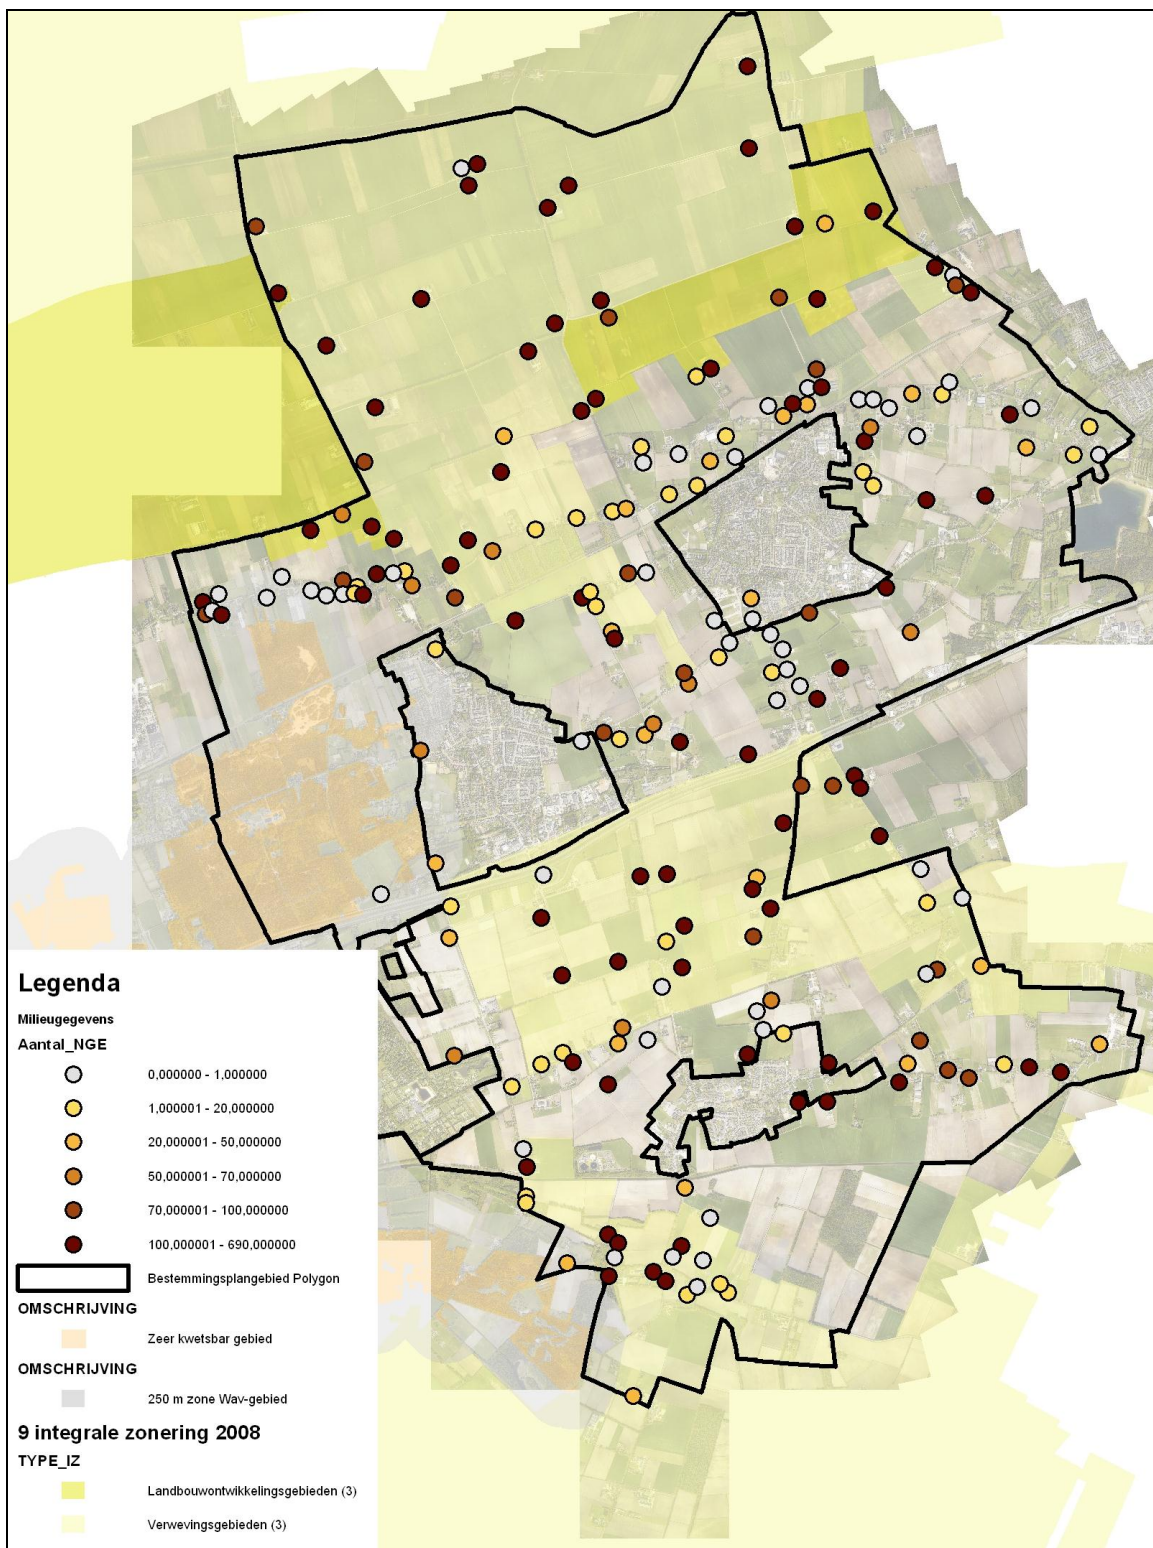 Legenda
Milieugegevens
Aantal_NGE
0,000000 - 1,000000
1,000001 - 20,000000
20,000001 - 50,000000
50,000001 - 70,000000
70,000001 - 100,000000
100,000001 - 690,000000
Bestemmingsplangebied Polygon
OMSCHRIJVING
Zeer kwetsbar gebied
OMSCHRIJVING
250 m zone Wav-gebied
9 integrale zonering 2008
TYPE_IZ
Landbouwontwikkelingsgebieden (3)
Verwevingsgebieden (3)